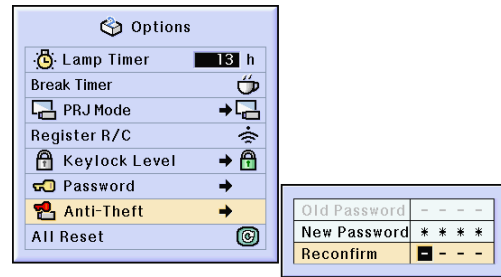 Options
Lamp Timer 13 h
Break Timer
PRJ Mode
Register R/C
Keylock Level
Password
Anti-Theft
All Reset
Old Password - - - -
New Password * * * *
Reconfirm - - - -